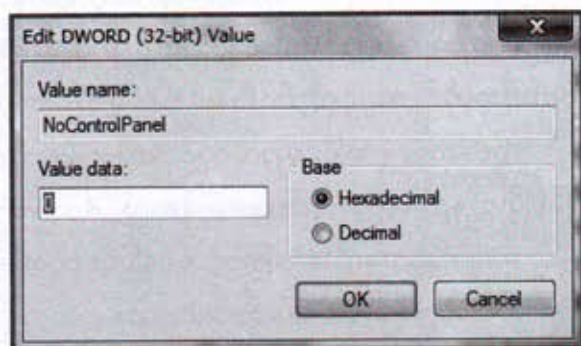 Edit DWORD (32-bit) Value
Value name:
NoControlPanel
Value data:
Base
Hexadecimal
Decimal
OK
Cancel